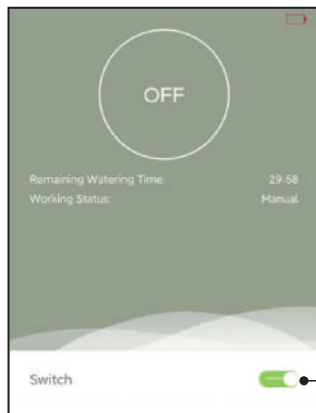 OFF
Remaining Watering Time: 29:58
Working Status: Manual
Switch